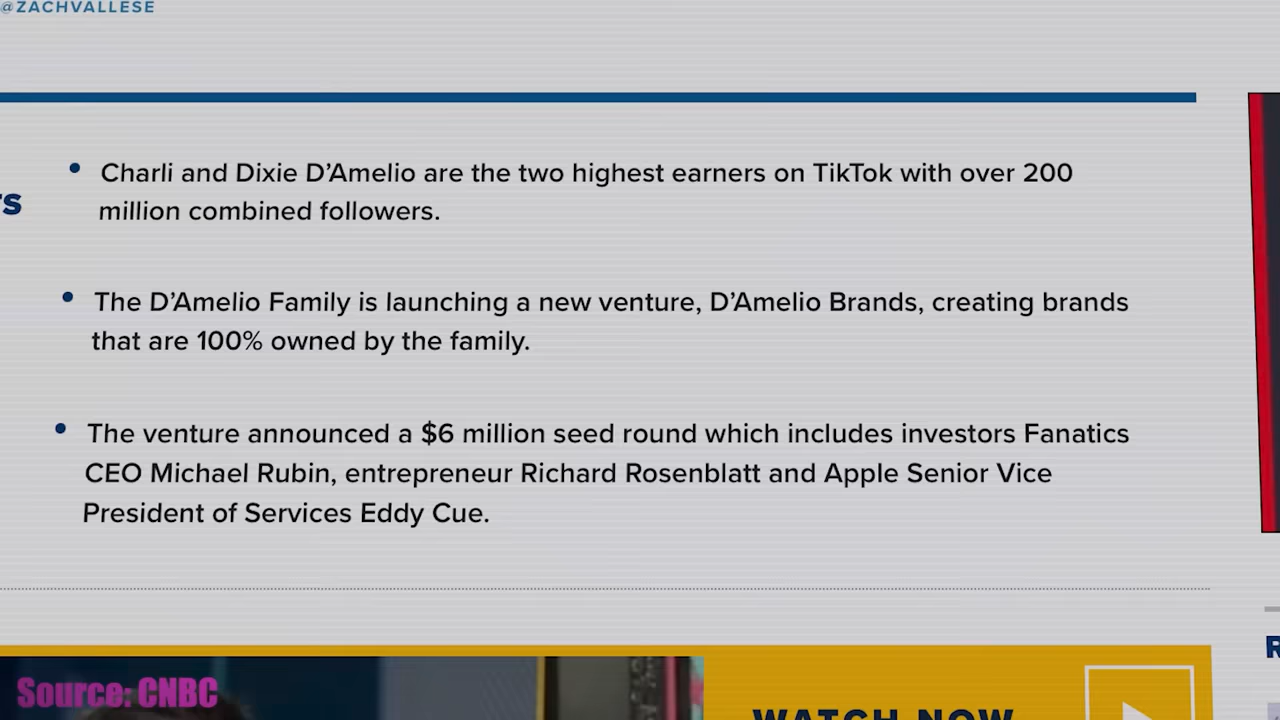 @ZACHVALLESE
Charli and Dixie D’Amelio are the two highest earners on TikTok with over 200
million combined followers.
The D’Amelio Family is launching a new venture, D’Amelio Brands, creating brands
that are 100% owned by the family.
The venture announced a $6 million seed round which includes investors Fanatics
CEO Michael Rubin, entrepreneur Richard Rosenblatt and Apple Senior Vice
President of Services Eddy Cue.
Source: CNBC
WATCH NOW